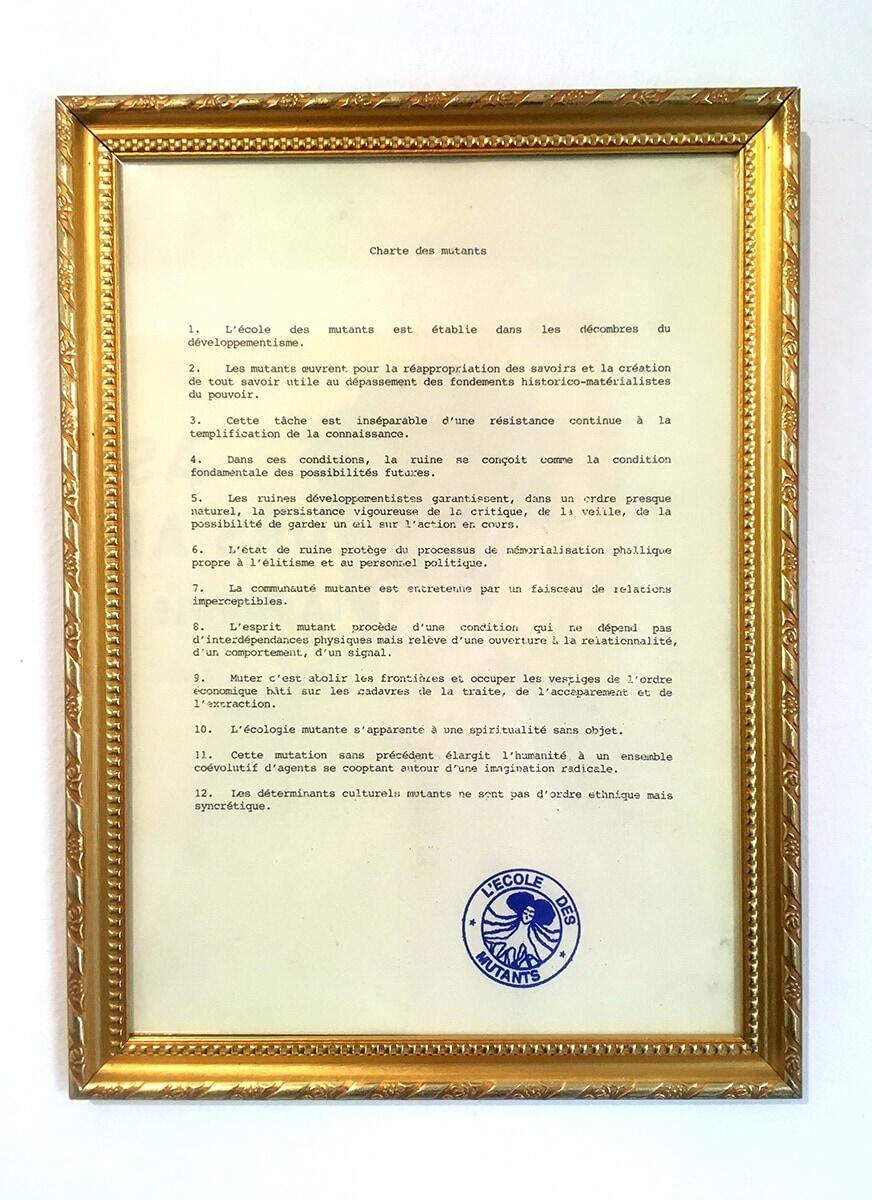 Charte des mutants
1. L'école des mutants est établie dans les décombres du
développementisme.
2. Les mutants œuvrent pour la réappropriation des savoirs et la création
de tout savoir utile au dépassement des fondements historico-matérialistes
du pouvoir.
3. Cette tâche est inséparable d'une résistance continue à la
templification de la connaissance.
4. Dans ces conditions, la ruine se conçoit comme la condition
fondamentale des possibilités futures.
5. Les ruines développementistes garantissent, dans un ordre presque
naturel, la persistance vigoureuse de la critique, de la veille, de la
possibilité de garder un œil sur l'action en cours.
6. L'état de ruine protège du processus de mémorialisation phallique
propre à l'élitisme et au personnel politique.
7. La communauté mutante est entretenue par un faisceau de relations
imperceptibles.
8. L'esprit mutant procède d'une condition qui ne dépend pas
d'interdépendances physiques mais relève d'une ouverture à la relationnalité,
d'un comportement, d'un signal.
9. Muter c'est abolir les frontières et occuper les vestiges de l'ordre
économique bâti sur les cadavres de la traite, de l'accaparement et de
l'extraction.
10. L'écologie mutante s'apparente à une spiritualité sans objet.
11. Cette mutation sans précédent élargit l'humanité à un ensemble
coévolutif d'agents se cooptant autour d'une imagination radicale.
12. Les déterminants culturels mutants ne sont pas d'ordre ethnique mais
syncrétique.
L'ECOLE DES
MUTANTS